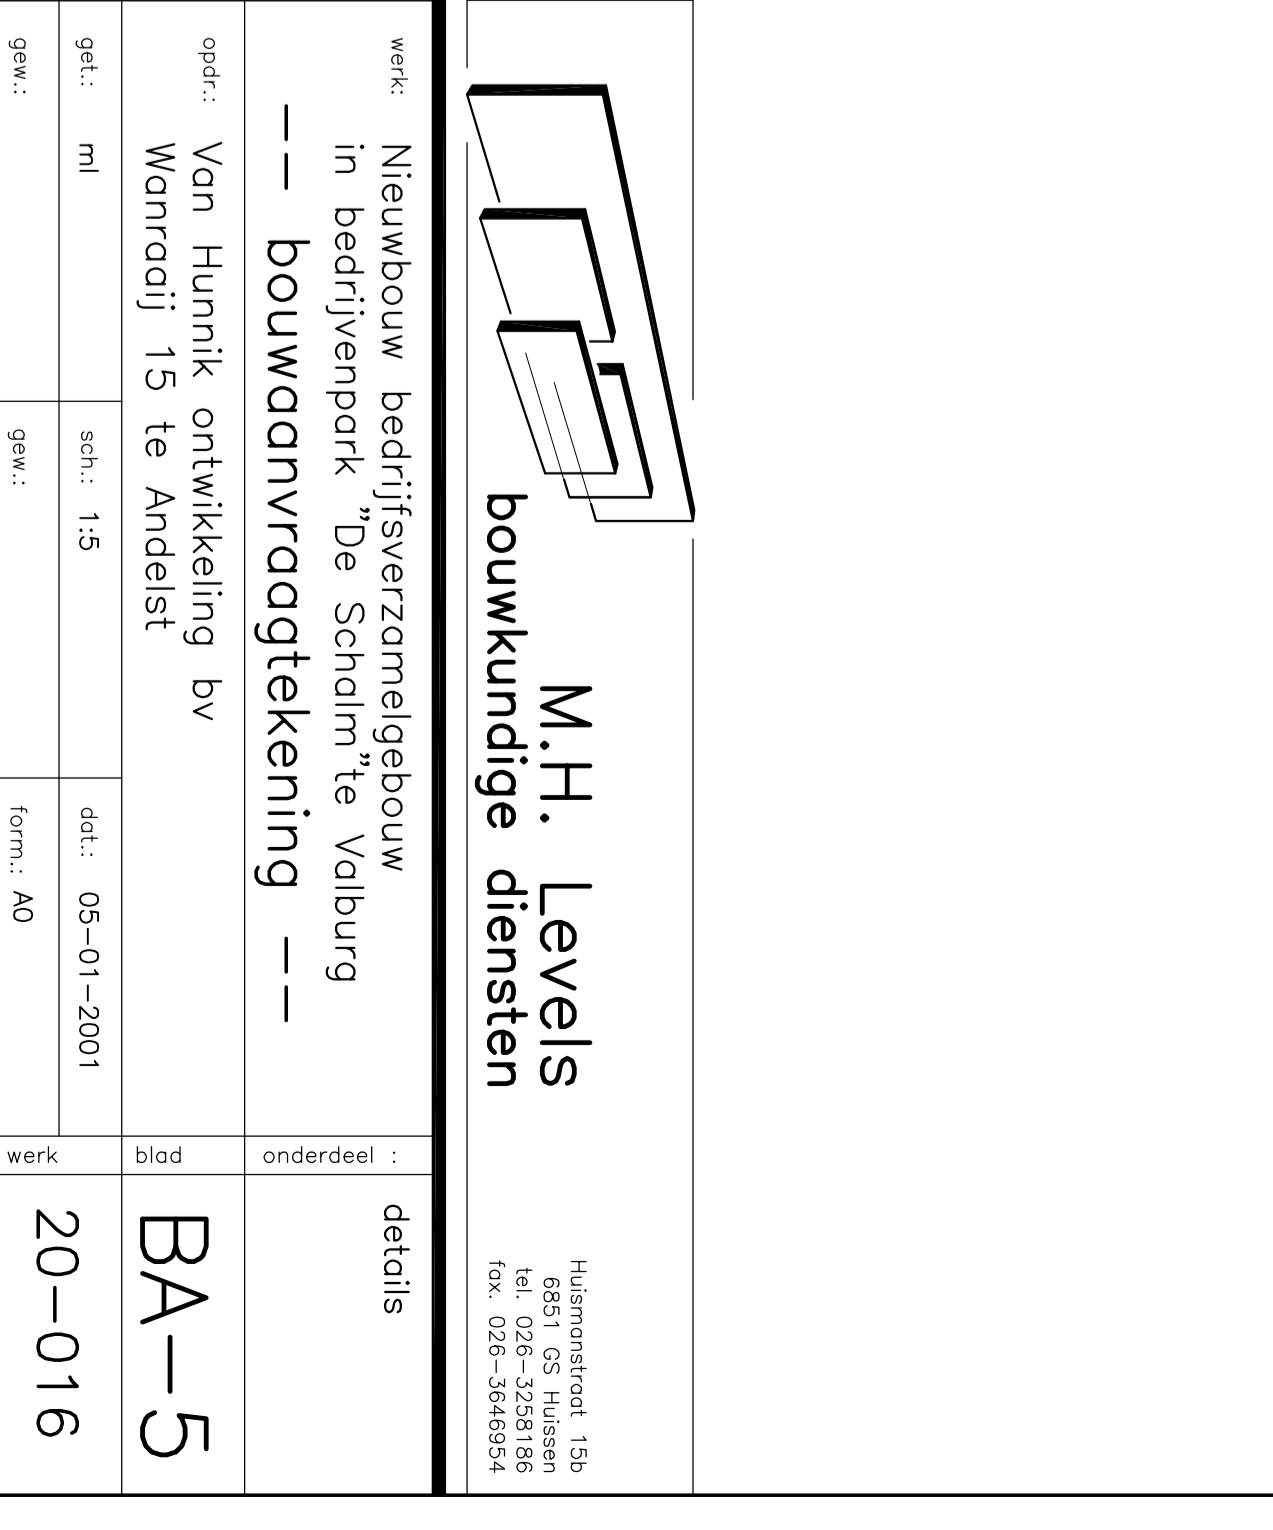 M.H. Levels
bouwkundige diensten
Huismanstraat 15b
6851 GS Huissen
tel. 026-3258186
fax. 026-3646954
werk: Nieuwbouw bedrijfsverzamelgebouw
in bedrijvenpark "De Schalm"te Valburg
-- bouwaanvraagtekening --
onderdeel :
details
opdr.: Van Hunnik ontwikkeling bv
Wanraaij 15 te Andelst
blad
BA-5
get.: ml
sch.: 1:5
dat.: 05-01-2001
gew.:
gew.:
form.: A0
werk
20-016